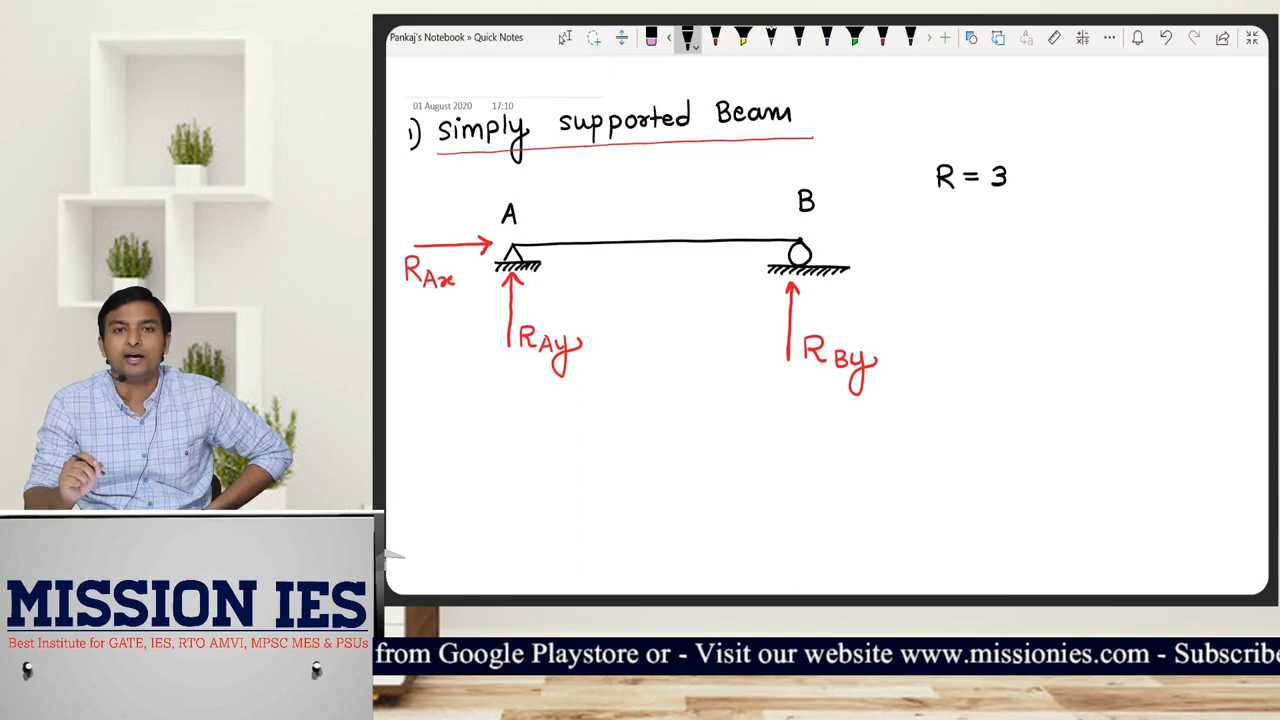 Pankaj's Notebook » Quick Notes
01 August 2020 17:10
1) simply supported Beam
R = 3
A
B
RAx
RAy
RBy
MISSION IES
Best Institute for GATE, IES, RTO AMVI, MPSC MES & PSUs
from Google Playstore or - Visit our website www.missionies.com - Subscribe